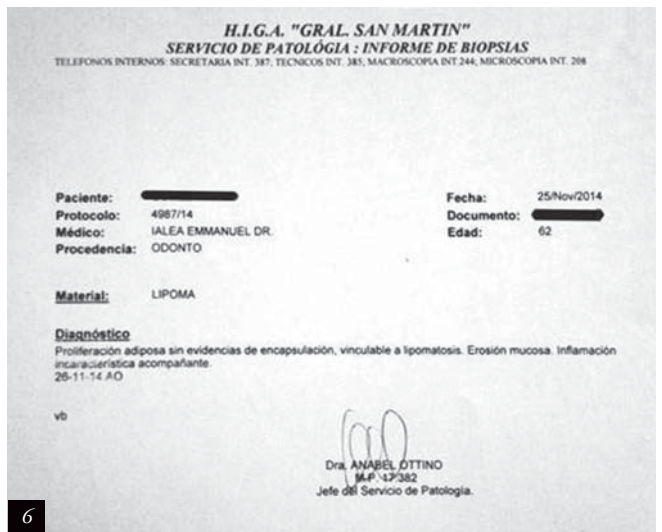 H.I.G.A. "GRAL. SAN MARTIN"
SERVICIO DE PATOLÓGIA : INFORME DE BIOPSIAS
TELEFONOS INTERNOS: SECRETARIA INT. 387; TECNICOS INT. 385; MACROSCOPIA INT 244; MICROSCOPIA INT. 208
Paciente:
Fecha: 25/Nov/2014
Protocolo: 4987/14
Documento:
Médico: IALEA EMMANUEL DR.
Edad: 62
Procedencia: ODONTO
Material: LIPOMA
Diagnóstico
Proliferación adiposa sin evidencias de encapsulación, vinculable a lipomatosis. Erosión mucosa. Inflamación
incaracterística acompañante.
26-11-14 AO
vb
Dra. ANABEL OTTINO
M.P. 47382
Jefe del Servicio de Patología.
6